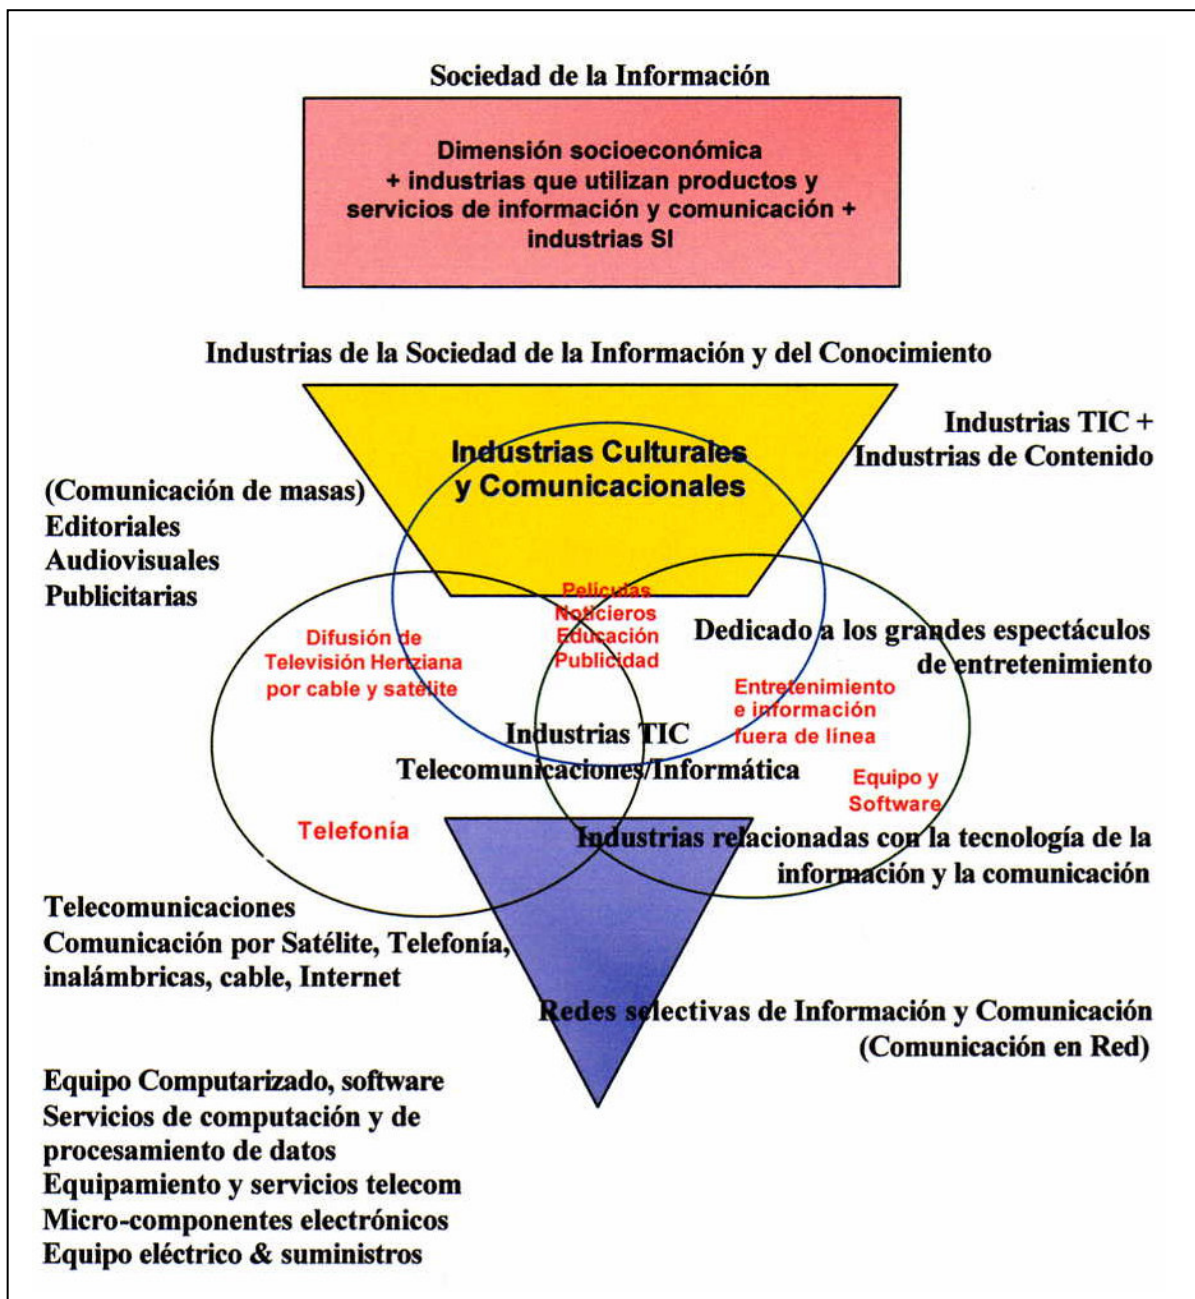 Sociedad de la Información
Dimensión socioeconómica
+ industrias que utilizan productos y
servicios de información y comunicación +
industrias SI
Industrias de la Sociedad de la Información y del Conocimiento
Industrias TIC +
Industrias de Contenido
Industrias Culturales
y Comunicacionales
(Comunicación de masas)
Editoriales
Audiovisuales
Publicitarias
Películas
Noticieros
Educación
Publicidad
Difusión de
Televisión Hertziana
por cable y satélite
Dedicado a los grandes espectáculos
de entretenimiento
Entretenimiento
e información
fuera de línea
Industrias TIC
Telecomunicaciones/Informática
Equipo y
Software
Telefonía
Industrias relacionadas con la tecnología de la
información y la comunicación
Telecomunicaciones
Comunicación por Satélite, Telefonía,
inalámbricas, cable, Internet
Redes selectivas de Información y Comunicación
(Comunicación en Red)
Equipo Computarizado, software
Servicios de computación y de
procesamiento de datos
Equipamiento y servicios telecom
Micro-componentes electrónicos
Equipo eléctrico & suministros